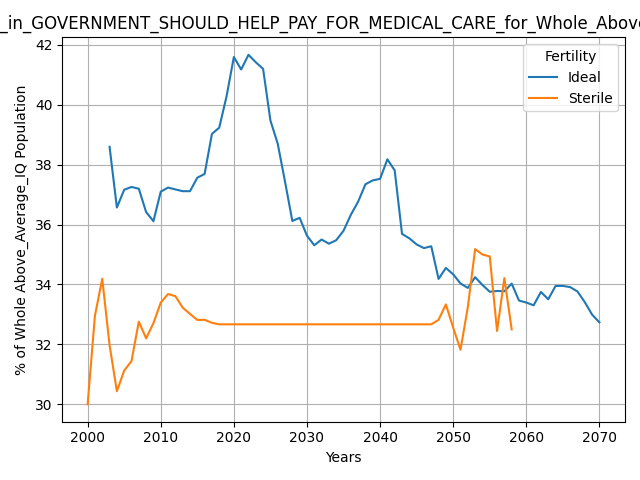 _in_GOVERNMENT_SHOULD_HELP_PAY_FOR_MEDICAL_CARE_for_Whole_Above
Fertility
Ideal
Sterile
% of Whole Above_Average_IQ Population
42
40
38
36
34
32
30
2000
2010
2020
2030
2040
2050
2060
2070
Years